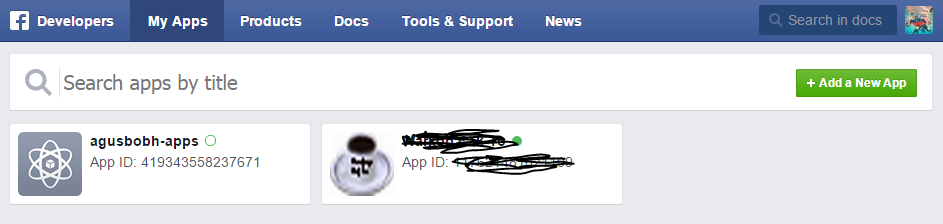 Developers My Apps Products Docs Tools & Support News Search in docs
Search apps by title + Add a New App
agusbobh-apps
App ID: 419343558237671
App ID: